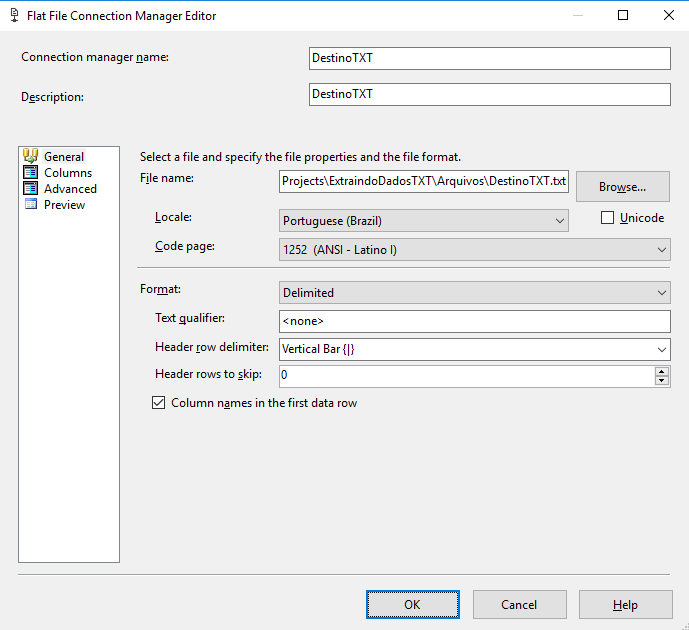 Flat File Connection Manager Editor
Connection manager name:
DestinoTXT
Description:
DestinoTXT
General
Columns
Advanced
Preview
Select a file and specify the file properties and the file format.
File name:
Projects\ExtraindoDadosTXT\Arquivos\DestinoTXT.txt
Browse...
Locale:
Portuguese (Brazil)
Unicode
Code page:
1252  (ANSI - Latino I)
Format:
Delimited
Text qualifier:
<none>
Header row delimiter:
Vertical Bar {|}
Header rows to skip:
0
Column names in the first data row
OK
Cancel
Help